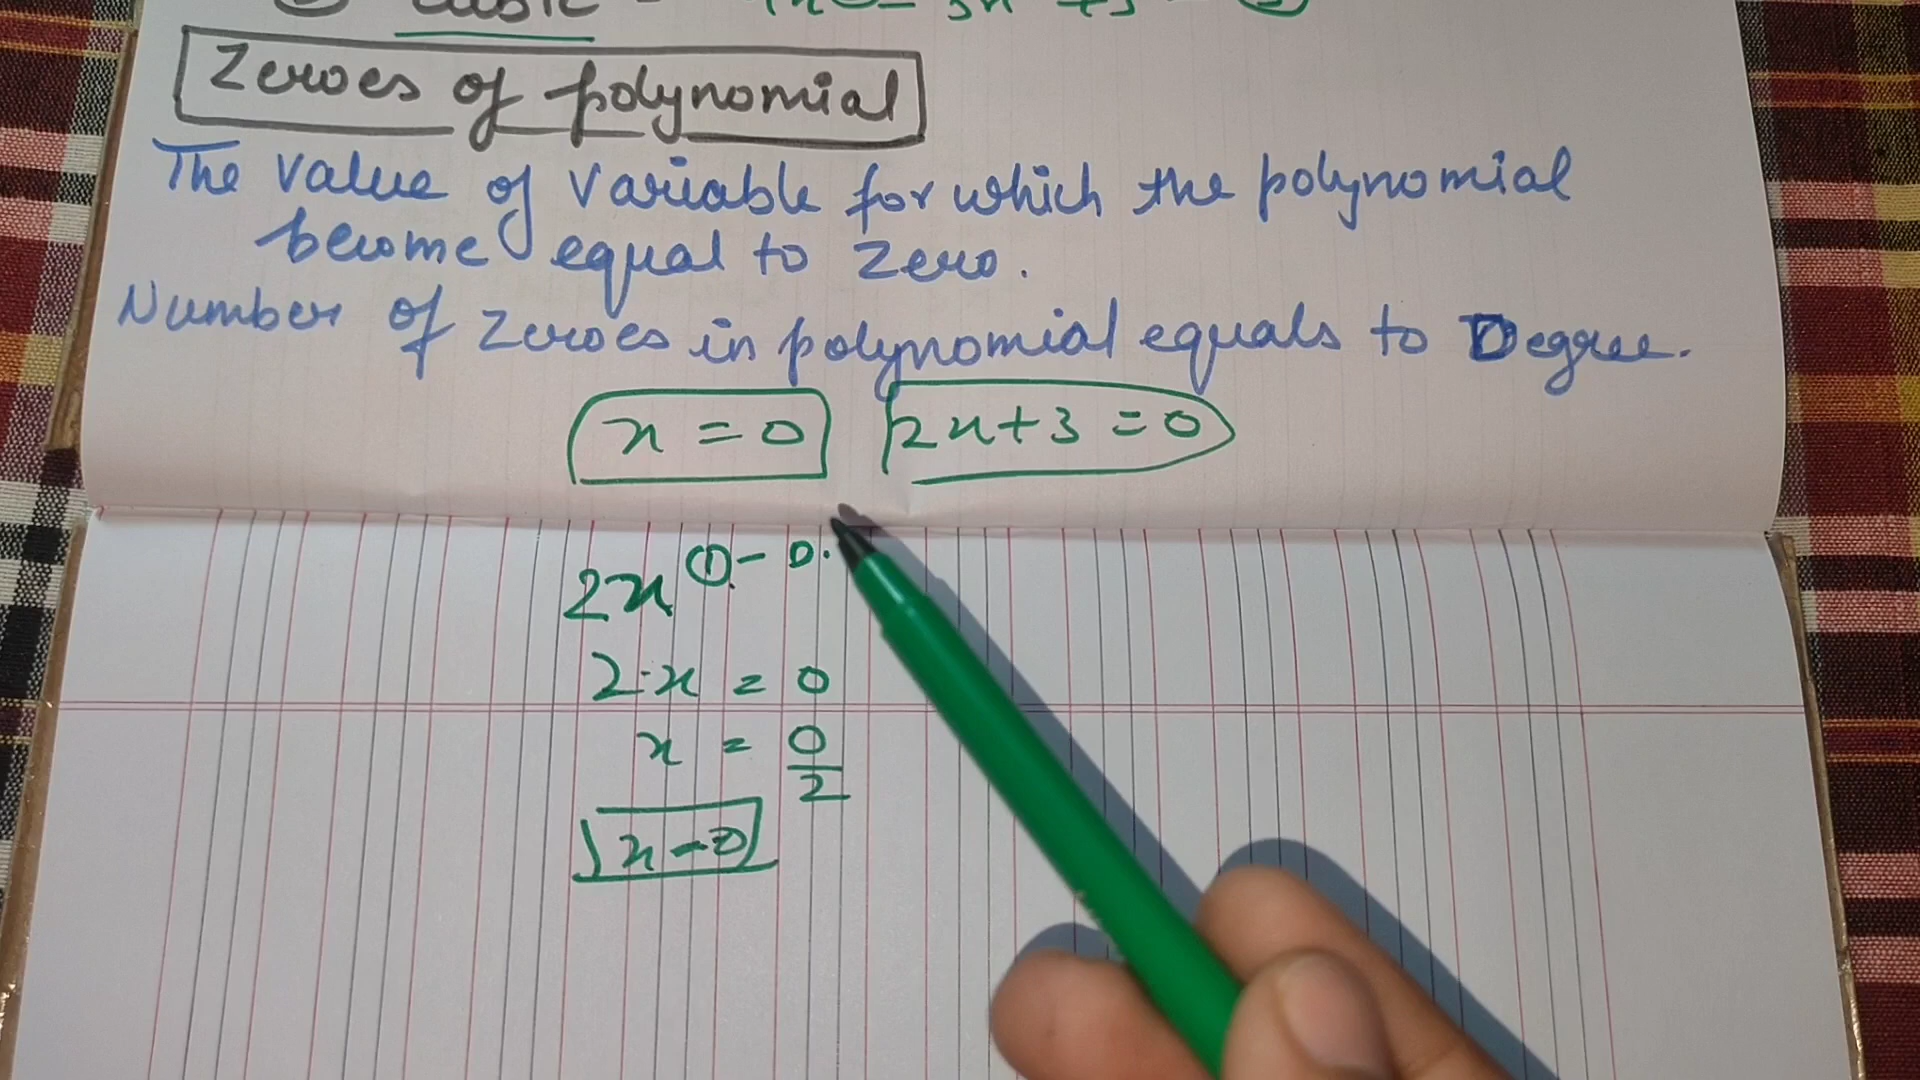 Zeroes of polynomial
The value of variable for which the polynomial
become equal to zero.
Number of zeroes in polynomial equals to Degree.
x = 0 2x+3=0
2x ① - D.
2·x = 0
x = 0/2
x=0